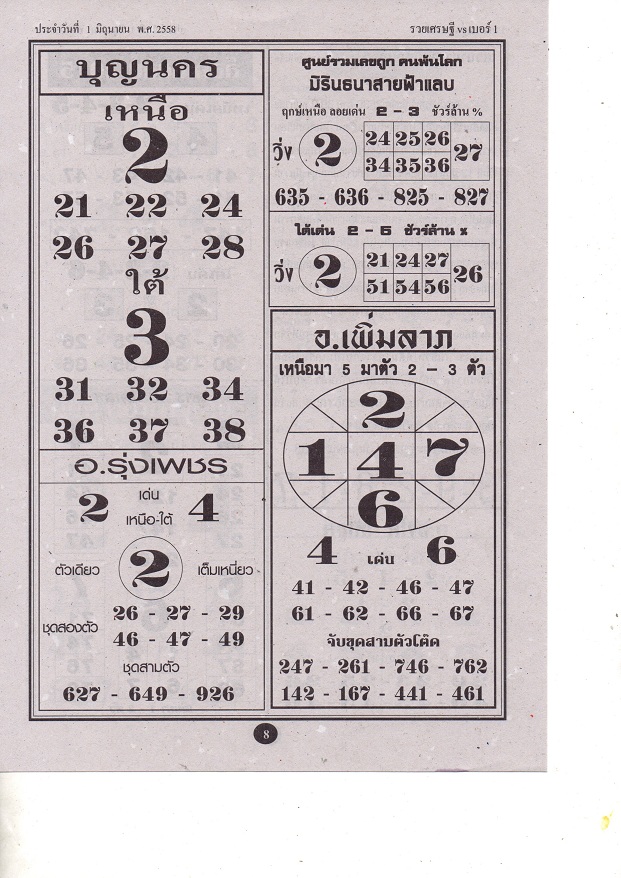 ประจำวันที่ 1 มิถุนายน พ.ศ. 2558
รวยเศรษฐี vs เบอร์ 1
บุญนคร
เหนือ
2
21 22 24
26 27 28
ใต้
3
31 32 34
36 37 38
อ.รุ่งเพชร
2 เด่น เหนือ-ใต้ 4
ตัวเดียว 2 เต็มเหนี่ยว
ชุดสองตัว
26 - 27 - 29
46 - 47 - 49
ชุดสามตัว
627 - 649 - 926
ศูนย์รวมเลขถูก คนพันโลก
มิรินธนาสายฟ้าแลบ
ฤกษ์เหนือ ลอยเด่น 2 - 3 ชัวร์ล้าน %
วิ่ง 2
24 25 26
34 35 36
27
635 - 636 - 825 - 827
ใต้เด่น 2 - 5 ชัวร์ล้าน %
วิ่ง 2
21 24 27
51 54 56
26
อ.เพิ่มลาภ
เหนือมา 5 มาตัว 2 - 3 ตัว
2
1 4 7
6
4 เด่น 6
41 - 42 - 46 - 47
61 - 62 - 66 - 67
จับชุดสามตัวโต๊ด
247 - 261 - 746 - 762
142 - 167 - 441 - 461
8